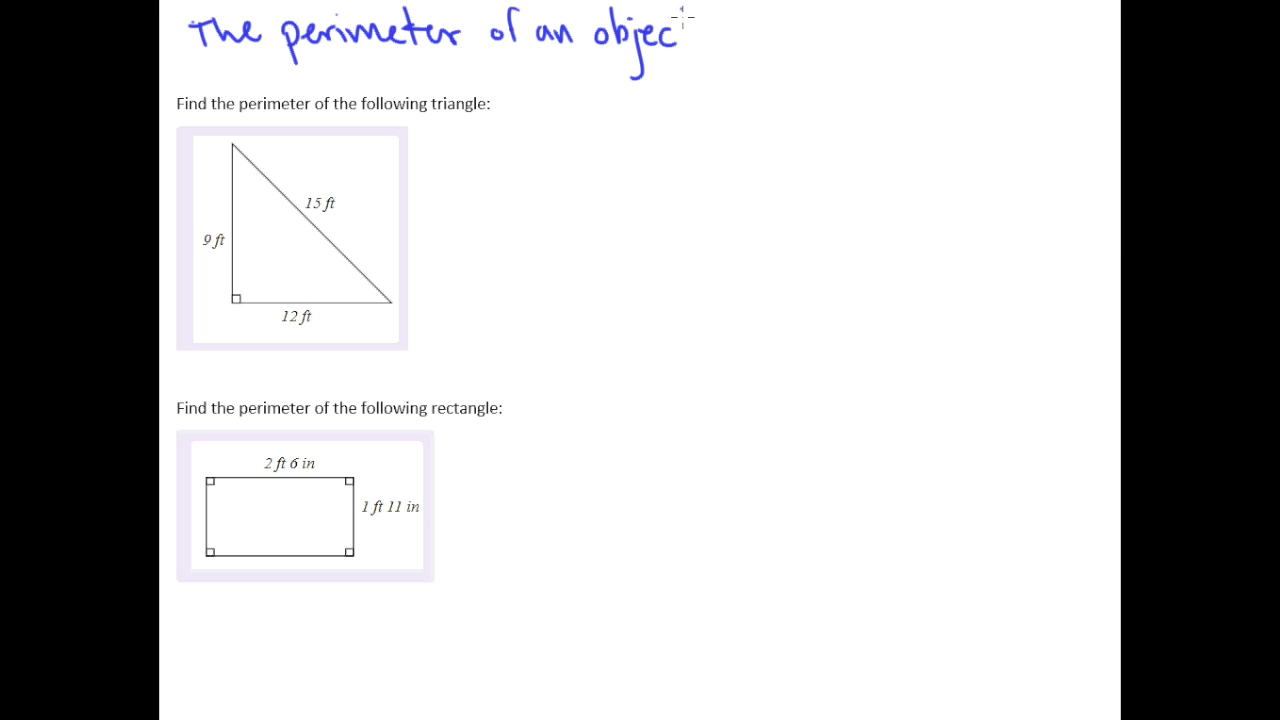 The perimeter of an objec
Find the perimeter of the following triangle:
15 ft
9 ft
12 ft
Find the perimeter of the following rectangle:
2 ft 6 in
1 ft 11 in